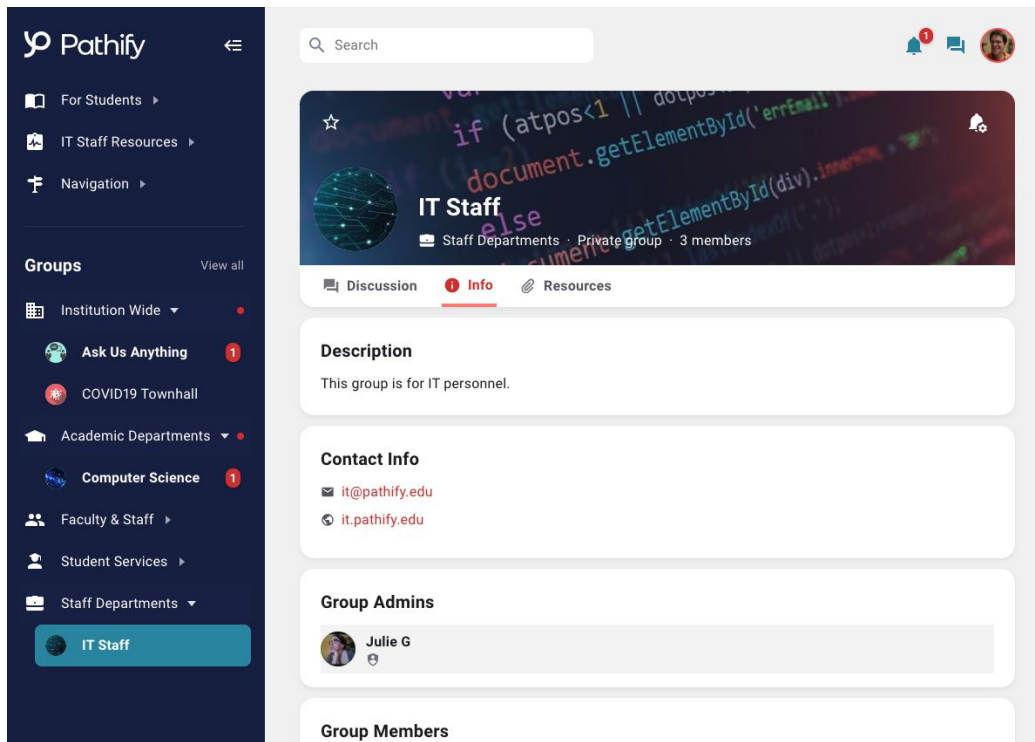 Pathify
For Students
IT Staff Resources
Navigation
Groups
View all
Institution Wide
Ask Us Anything
1
COVID19 Townhall
Academic Departments
Computer Science
1
Faculty & Staff
Student Services
Staff Departments
IT Staff
Search
1
var
if (atpos<1 || dotpos
document.getElementById('errEmail').
else
document.getElementById(div).innerHTML =
IT Staff
Staff Departments · Private group · 3 members
Discussion
Info
Resources
Description
This group is for IT personnel.
Contact Info
it@pathify.edu
it.pathify.edu
Group Admins
Julie G
Group Members